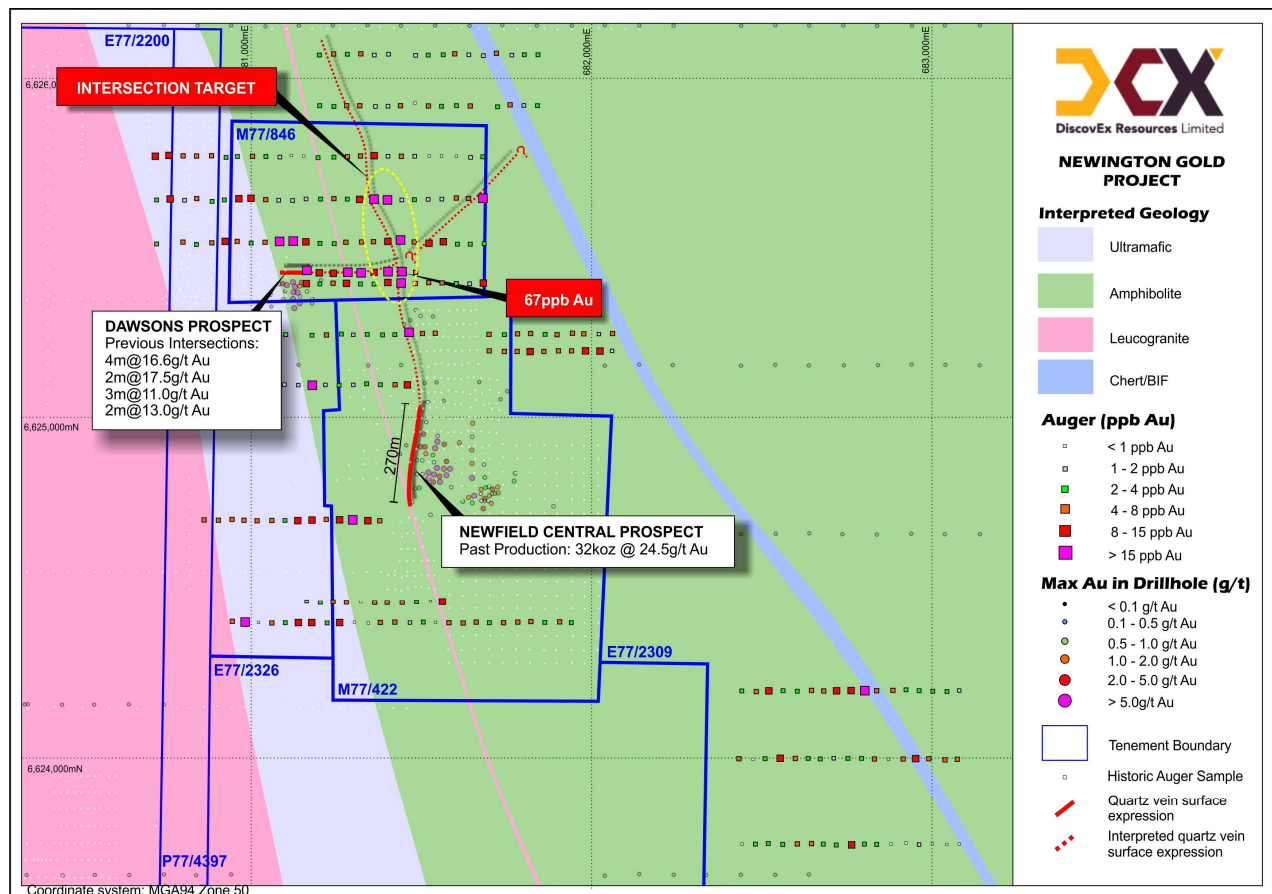 E77/2200
682,000mE
683,000mE
INTERSECTION TARGET
M77/846
?
?
67ppb Au
DAWSONS PROSPECT
Previous Intersections:
4m@16.6g/t Au
2m@17.5g/t Au
3m@11.0g/t Au
2m@13.0g/t Au
6,625,000mN
270m
NEWFIELD CENTRAL PROSPECT
Past Production: 32koz @ 24.5g/t Au
E77/2309
E77/2326
M77/422
6,624,000mN
P77/4397
Coordinate system: MGA94 Zone 50
DCX
DiscovEx Resources Limited
NEWINGTON GOLD
PROJECT
Interpreted Geology
Ultramafic
Amphibolite
Leucogranite
Chert/BIF
Auger (ppb Au)
< 1 ppb Au
1 - 2 ppb Au
2 - 4 ppb Au
4 - 8 ppb Au
8 - 15 ppb Au
> 15 ppb Au
Max Au in Drillhole (g/t)
< 0.1 g/t Au
0.1 - 0.5 g/t Au
0.5 - 1.0 g/t Au
1.0 - 2.0 g/t Au
2.0 - 5.0 g/t Au
> 5.0g/t Au
Tenement Boundary
Historic Auger Sample
Quartz vein surface
expression
Interpreted quartz vein
surface expression